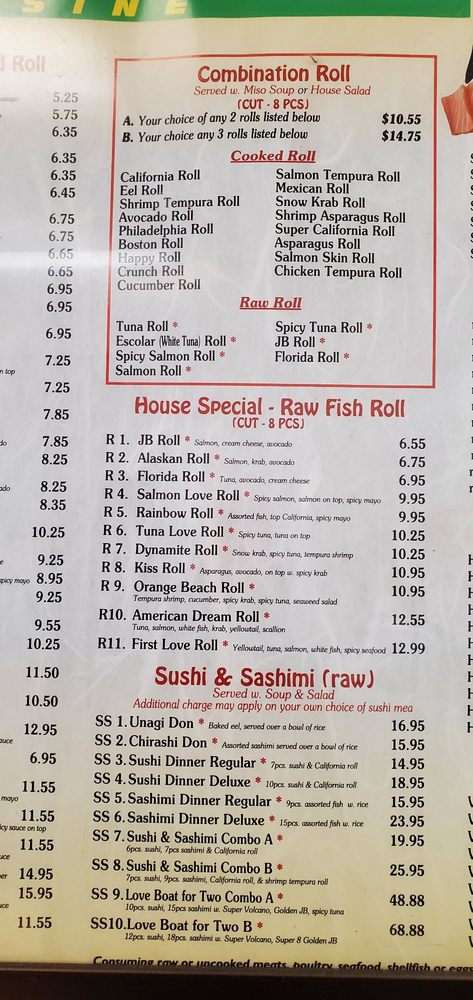 SINE
Roll
5.25
5.75
6.35
6.35
6.35
6.45
6.75
6.75
6.65
6.65
6.95
6.95
6.95
7.25
on top
7.25
7.85
7.85
8.25
8.25
8.35
10.25
9.25
spicy mayo 8.95
9.25
9.55
10.25
11.50
10.50
12.95
6.95
11.55
mayo
11.55
sauce on top
11.55
14.95
15.95
11.55
Combination Roll
Served w. Miso Soup or House Salad
(CUT - 8 PCS)
A. Your choice of any 2 rolls listed below $10.55
B. Your choice of any 3 rolls listed below $14.75
Cooked Roll
California Roll
Eel Roll
Shrimp Tempura Roll
Avocado Roll
Philadelphia Roll
Boston Roll
Happy Roll
Crunch Roll
Cucumber Roll
Salmon Tempura Roll
Mexican Roll
Snow Krab Roll
Shrimp Asparagus Roll
Super California Roll
Asparagus Roll
Salmon Skin Roll
Chicken Tempura Roll
Raw Roll
Tuna Roll *
Escolar (White Tuna) Roll *
Spicy Salmon Roll *
Salmon Roll *
Spicy Tuna Roll *
JB Roll *
Florida Roll *
House Special - Raw Fish Roll
(CUT - 8 PCS)
R 1. JB Roll * Salmon, cream cheese, avocado 6.55
R 2. Alaskan Roll * Salmon, krab, avocado 6.75
R 3. Florida Roll * Tuna, avocado, cream cheese 6.95
R 4. Salmon Love Roll * Spicy salmon, salmon on top, spicy mayo 9.95
R 5. Rainbow Roll * Assorted fish, top California, spicy mayo 9.95
R 6. Tuna Love Roll * Spicy tuna, tuna on top 10.25
R 7. Dynamite Roll * Snow krab, spicy tuna, tempura shrimp 10.25
R 8. Kiss Roll * Asparagus, avocado, on top w. spicy krab 10.95
R 9. Orange Beach Roll * 10.95
Tempura shrimp, cucumber, spicy krab, spicy tuna, seaweed salad
R10. American Dream Roll * 12.55
Tuna, salmon, white fish, krab, yellowtail, scallion
R11. First Love Roll * Yellowtail, tuna, salmon, white fish, spicy seafood 12.99
Sushi & Sashimi (raw)
Served w. Soup & Salad
Additional charge may apply on your own choice of sushi mea
SS 1. Unagi Don * Baked eel, served over a bowl of rice 16.95
SS 2. Chirashi Don * Assorted sashimi served over a bowl of rice 15.95
SS 3. Sushi Dinner Regular * 7pcs. sushi & California roll 14.95
SS 4. Sushi Dinner Deluxe * 10pcs. sushi & California roll 18.95
SS 5. Sashimi Dinner Regular * 9pcs. assorted fish w. rice 15.95
SS 6. Sashimi Dinner Deluxe * 15pcs. assorted fish w. rice 23.95
SS 7. Sushi & Sashimi Combo A * 19.95
6pcs. sushi, 7pcs sashimi & California roll
SS 8. Sushi & Sashimi Combo B * 25.95
7pcs. sushi, 9pcs. sashimi, California roll, & shrimp tempura roll
SS 9. Love Boat for Two Combo A * 48.88
10pcs. sushi, 15pcs sashimi w. Super Volcano, Golden JB, spicy tuna
SS10. Love Boat for Two B * 68.88
12pcs. sushi, 18pcs. sashimi w. Super Volcano, Super 8 Golden JB
Consuming raw or uncooked meats, poultry, seafood, shellfish or eggs